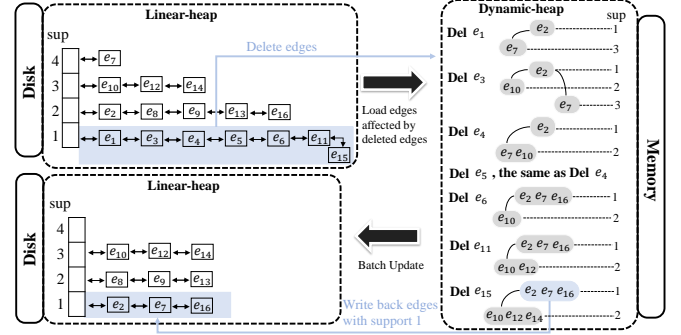 Linear-heap
sup
4
e7
3
e10 e12 e14
2
e2 e8 e9 e13 e16
1
e1 e3 e4 e5 e6 e11
e15
Disk
Delete edges
Load edges
affected by
deleted edges
Linear-heap
sup
4
3
e10 e12 e14
2
e8 e9 e13
1
e2 e7 e16
Disk
Batch Update
Write back edges
with support 1
Dynamic-heap
sup
Del e1
e2 1
e7 3
Del e3
e2 1
e10 2
e7 3
Del e4
e2 1
e7 e10 2
Del e5 , the same as Del e4
Del e6
e2 e7 e16 1
e10 2
Del e11
e2 e7 e16 1
e10 e12 2
Del e15
e2 e7 e16 1
e10 e12 e14 2
Memory